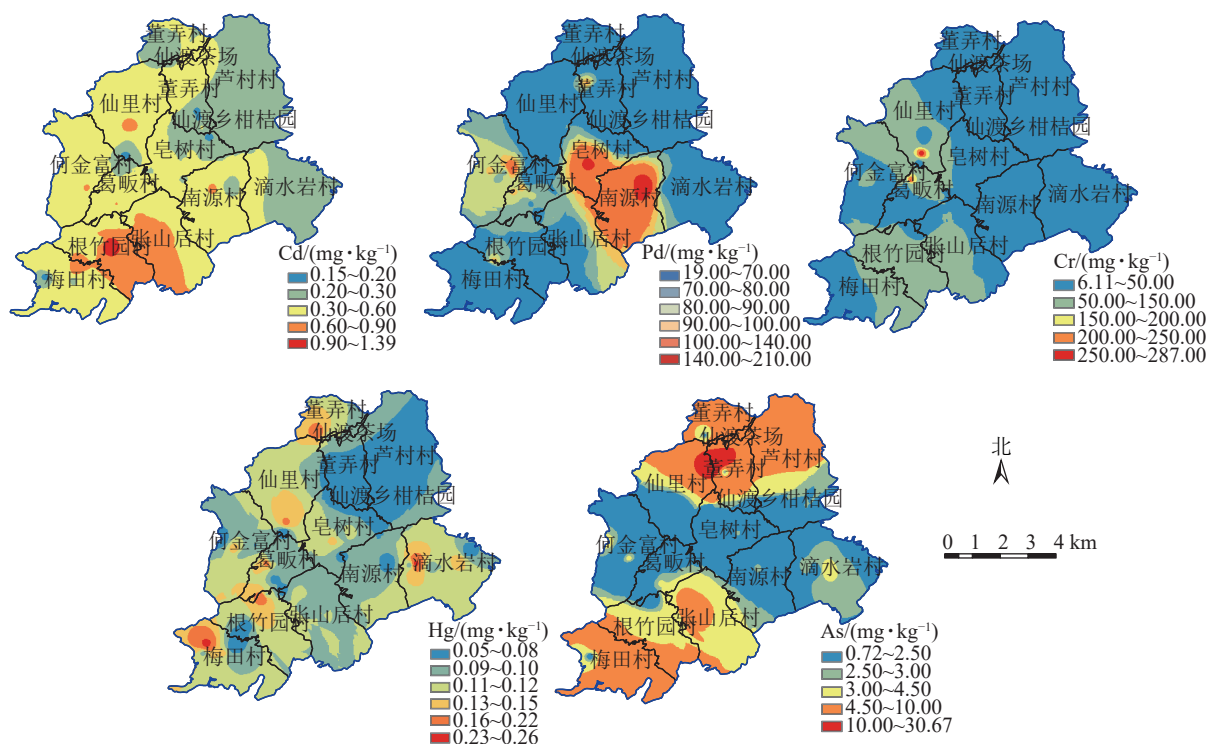 董弄村
仙渡茶场
董弄村
芦村村
仙里村
仙渡乡柑桔园
皂树村
何金富村
葛畈村
南源村
滴水岩村
张山后村
根竹园村
梅田村
Cd/(mg·kg⁻¹)
0.15~0.20
0.20~0.30
0.30~0.60
0.60~0.90
0.90~1.39
董弄村
仙渡茶场
董弄村
芦村村
仙里村
仙渡乡柑桔园
皂树村
何金富村
葛畈村
南源村
滴水岩村
张山后村
根竹园村
梅田村
Pd/(mg·kg⁻¹)
19.00~70.00
70.00~80.00
80.00~90.00
90.00~100.00
100.00~140.00
140.00~210.00
董弄村
仙渡茶场
董弄村
芦村村
仙里村
仙渡乡柑桔园
皂树村
何金富村
葛畈村
南源村
滴水岩村
张山后村
根竹园村
梅田村
Cr/(mg·kg⁻¹)
6.11~50.00
50.00~150.00
150.00~200.00
200.00~250.00
250.00~287.00
董弄村
仙渡茶场
董弄村
芦村村
仙里村
仙渡乡柑桔园
皂树村
何金富村
葛畈村
南源村
滴水岩村
张山后村
根竹园村
梅田村
Hg/(mg·kg⁻¹)
0.05~0.08
0.09~0.10
0.11~0.12
0.13~0.15
0.16~0.22
0.23~0.26
董弄村
仙渡茶场
董弄村
芦村村
仙里村
仙渡乡柑桔园
皂树村
何金富村
葛畈村
南源村
滴水岩村
张山后村
根竹园村
梅田村
As/(mg·kg⁻¹)
0.72~2.50
2.50~3.00
3.00~4.50
4.50~10.00
10.00~30.67
北
0 1 2 3 4 km